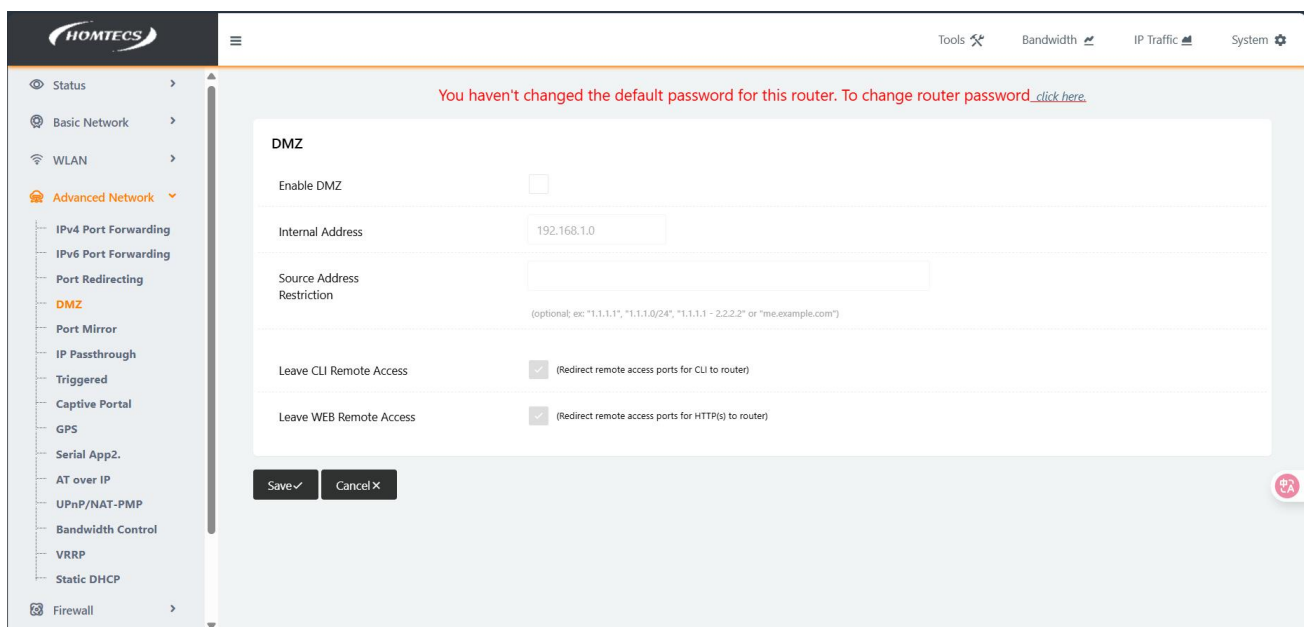 HOMTECS
Tools
Bandwidth
IP Traffic
System
Status
Basic Network
WLAN
Advanced Network
IPv4 Port Forwarding
IPv6 Port Forwarding
Port Redirecting
DMZ
Port Mirror
IP Passthrough
Triggered
Captive Portal
GPS
Serial App2.
AT over IP
UPnP/NAT-PMP
Bandwidth Control
VRRP
Static DHCP
Firewall
You haven't changed the default password for this router. To change router password click here.
DMZ
Enable DMZ
Internal Address
192.168.1.0
Source Address
Restriction
(optional; ex: "1.1.1.1", "1.1.1.0/24", "1.1.1.1 - 2.2.2.2" or "me.example.com")
Leave CLI Remote Access
(Redirect remote access ports for CLI to router)
Leave WEB Remote Access
(Redirect remote access ports for HTTP(s) to router)
Save
Cancel
中A